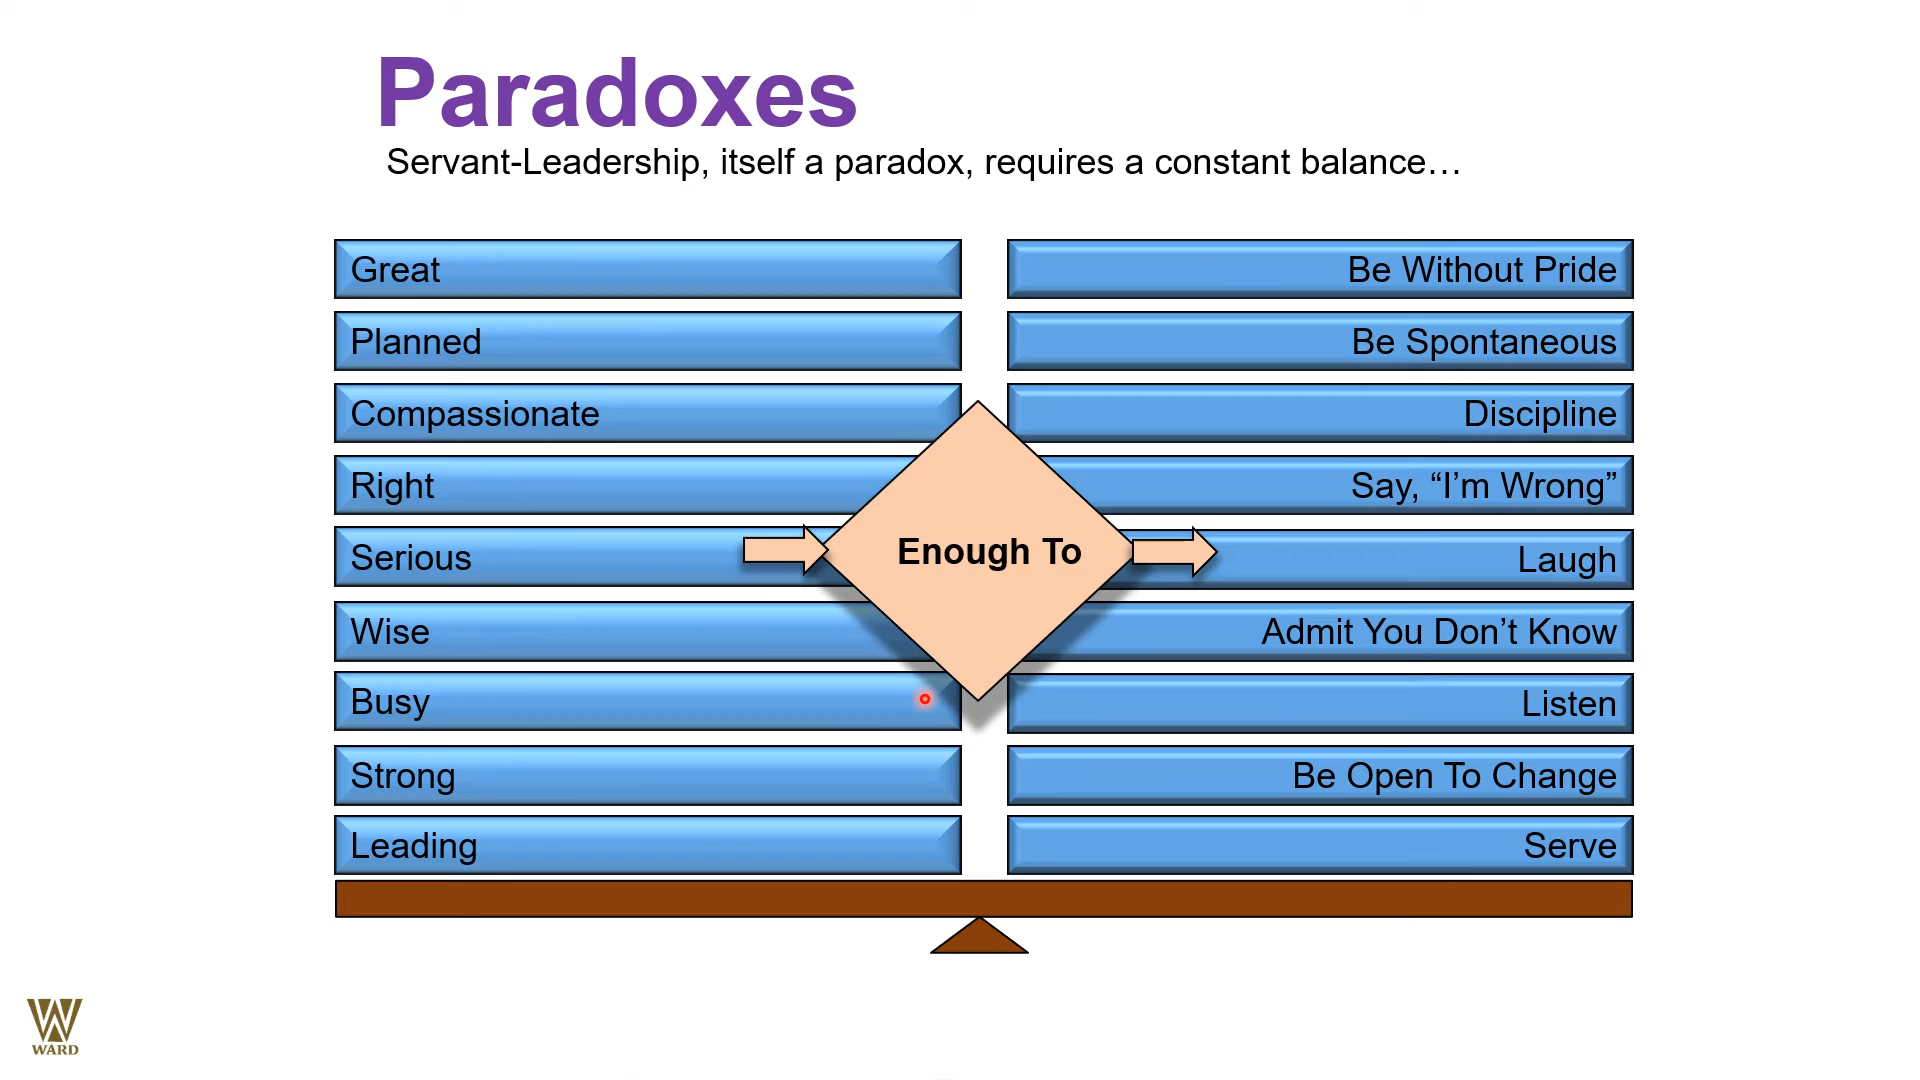 Paradoxes
Servant-Leadership, itself a paradox, requires a constant balance…
Great
Be Without Pride
Planned
Be Spontaneous
Compassionate
Discipline
Right
Say, “I’m Wrong”
Serious
Enough To
Laugh
Wise
Admit You Don’t Know
Busy
Listen
Strong
Be Open To Change
Leading
Serve
W
WARD